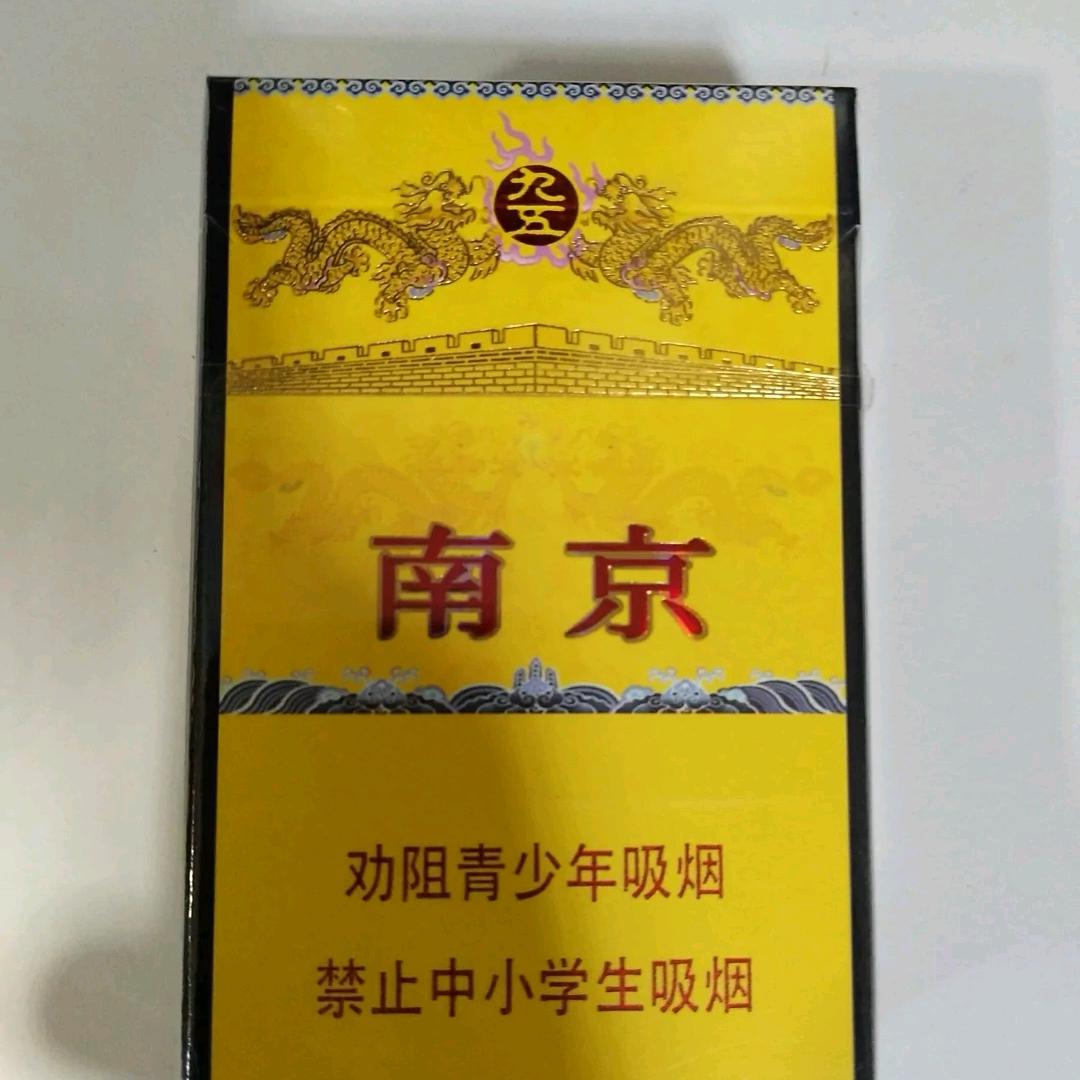 九五
南京
劝阻青少年吸烟
禁止中小学生吸烟